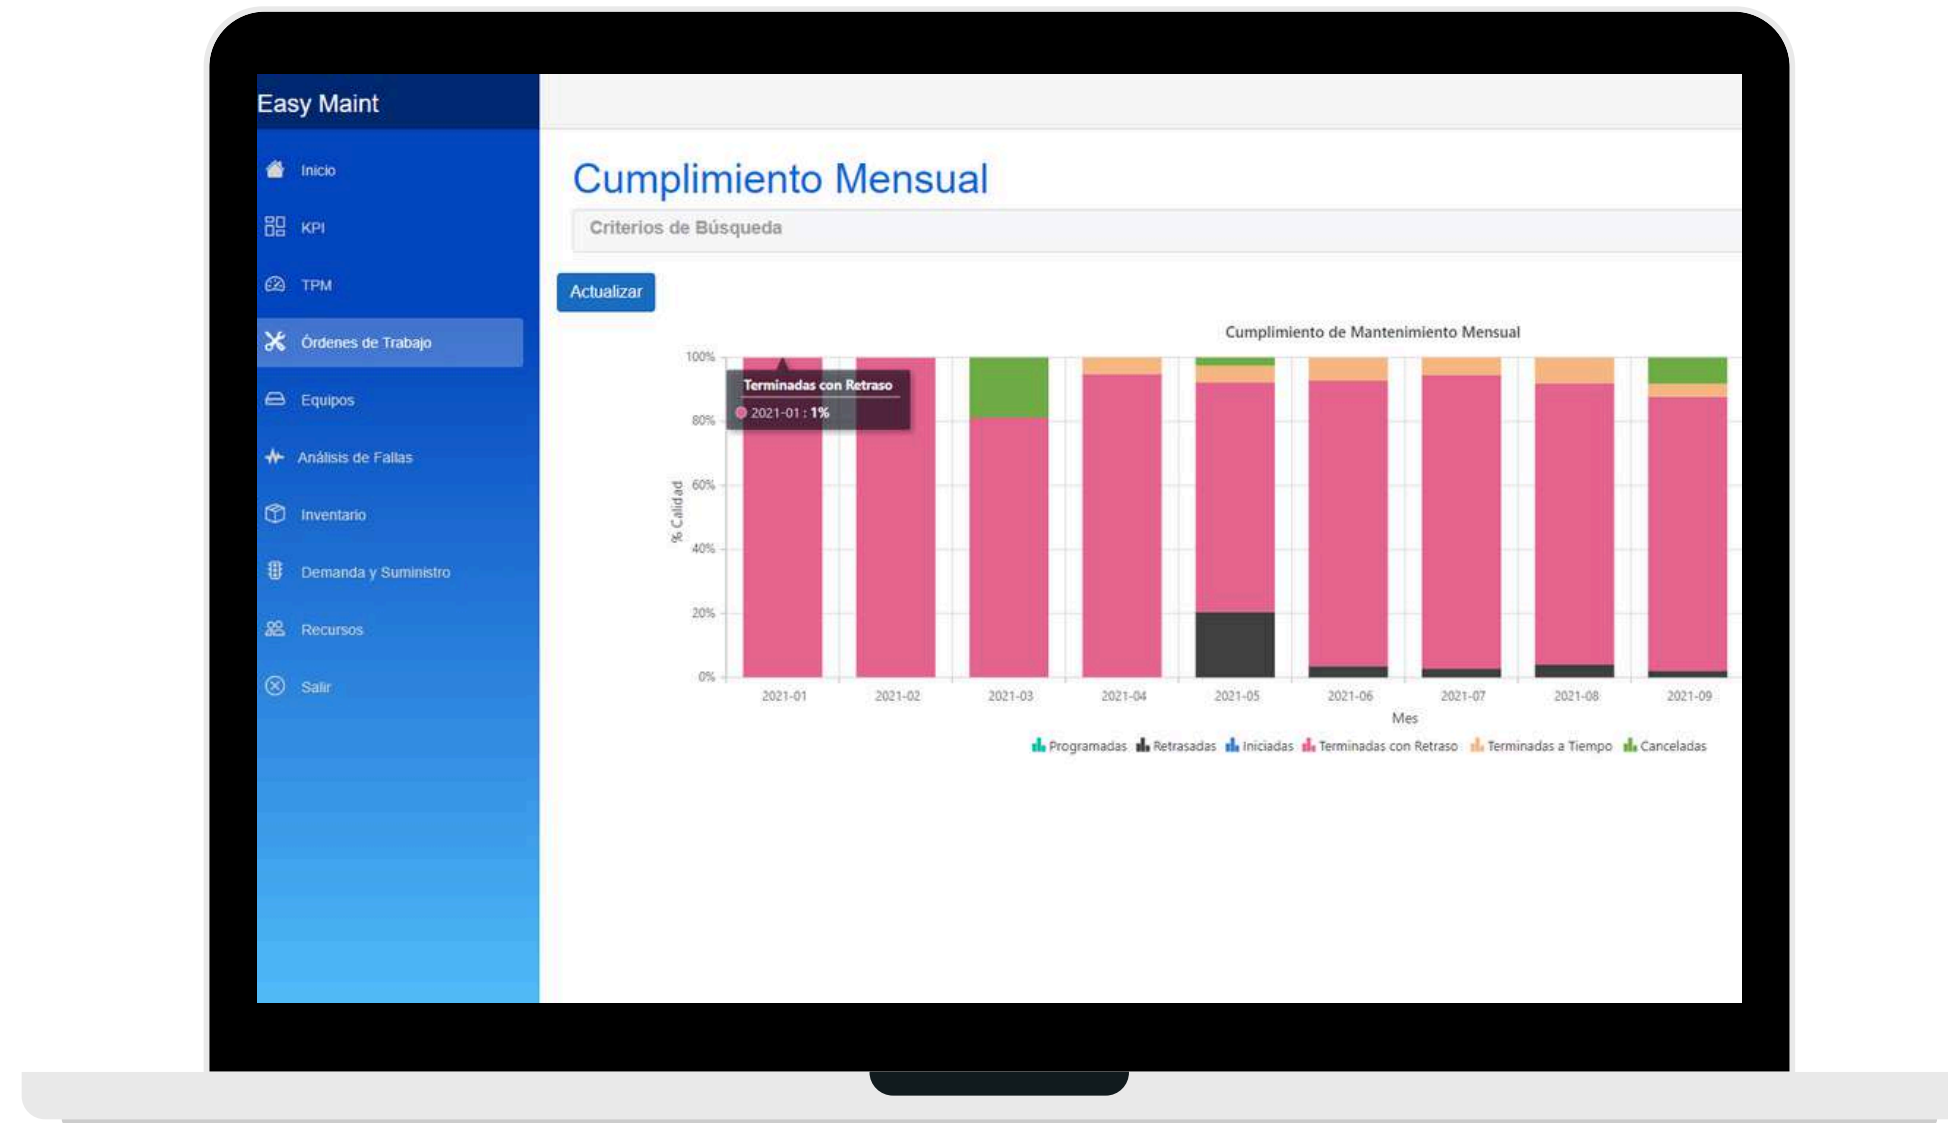 Easy Maint
Inicio
KPI
TPM
Órdenes de Trabajo
Equipos
Análisis de Fallas
Inventario
Demanda y Suministro
Recursos
Salir
Cumplimiento Mensual
Criterios de Búsqueda
Actualizar
Cumplimiento de Mantenimiento Mensual
100%
80%
60%
40%
20%
0%
% Calidad
Terminadas con Retraso
2021-01 : 1%
2021-01 2021-02 2021-03 2021-04 2021-05 2021-06 2021-07 2021-08 2021-09
Mes
Programadas Retrasadas Iniciadas Terminadas con Retraso Terminadas a Tiempo Canceladas